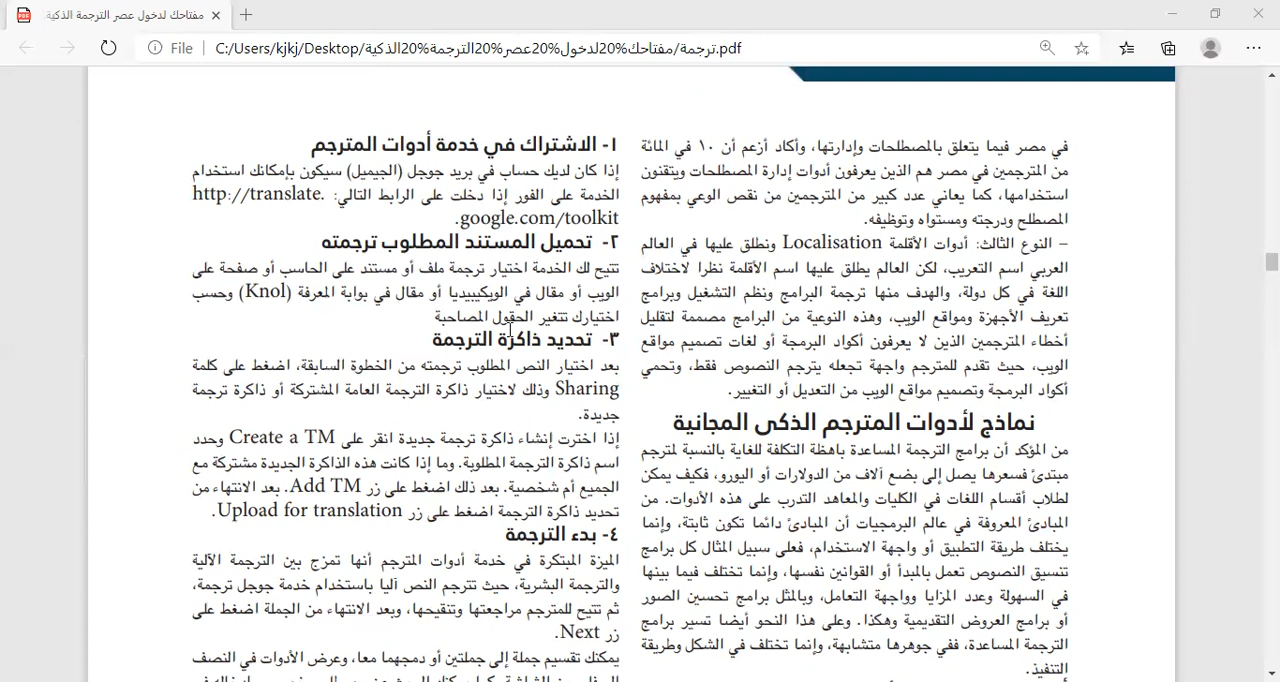 مفتاحك لدخول عصر الترجمة الذكية.
File
C:/Users/kjkj/Desktop/ترجمة/مفتاحك%20لدخول%20عصر%20الترجمة%20الذكية.pdf
في مصر فيما يتعلق بالمصطلحات وإدارتها، وأكاد أزعم أن ١٠ في المائة
من المترجمين في مصر هم الذين يعرفون أدوات إدارة المصطلحات ويتقنون
استخدامها، كما يعاني عدد كبير من المترجمين من نقص الوعي بمفهوم
المصطلح ودرجته ومستواه وتوظيفه.
– النوع الثالث: أدوات الأقلمة Localisation ونطلق عليها في العالم
العربي اسم التعريب، لكن العالم يطلق عليها اسم الأقلمة نظرا لاختلاف
اللغة في كل دولة، والهدف منها ترجمة البرامج ونظم التشغيل وبرامج
تعريف الأجهزة ومواقع الويب، وهذه النوعية من البرامج مصممة لتقليل
أخطاء المترجمين الذين لا يعرفون أكواد البرمجة أو لغات تصميم مواقع
الويب، حيث تقدم للمترجم واجهة تجعله يترجم النصوص فقط، وتحمي
أكواد البرمجة وتصميم مواقع الويب من التعديل أو التغيير.
نماذج لأدوات المترجم الذكى المجانية
من المؤكد أن برامج الترجمة المساعدة باهظة التكلفة للغاية بالنسبة لمترجم
مبتدئ فسعرها يصل إلى بضع آلاف من الدولارات أو اليورو، فكيف يمكن
لطلاب أقسام اللغات في الكليات والمعاهد التدرب على هذه الأدوات. من
المبادئ المعروفة في عالم البرمجيات أن المبادئ دائما تكون ثابتة، وإنما
يختلف طريقة التطبيق أو واجهة الاستخدام، فعلى سبيل المثال كل برامج
تنسيق النصوص تعمل بالمبدأ أو القوانين نفسها، وإنما تختلف فيما بينها
في السهولة وعدد المزايا وواجهة التعامل، وبالمثل برامج تحسين الصور
أو برامج العروض التقديمية وهكذا. وعلى هذا النحو أيضا تسير برامج
الترجمة المساعدة، ففي جوهرها متشابهة، وإنما تختلف في الشكل وطريقة
التنفيذ.
١- الاشتراك في خدمة أدوات المترجم
إذا كان لديك حساب في بريد جوجل (الجيميل) سيكون بإمكانك استخدام
الخدمة على الفور إذا دخلت على الرابط التالي: http://translate.
google.com/toolkit.
٢- تحميل المستند المطلوب ترجمته
تتيح لك الخدمة اختيار ترجمة ملف أو مستند على الحاسب أو صفحة على
الويب أو مقال في الويكيبيديا أو مقال في بوابة المعرفة (Knol) وحسب
اختيارك تتغير الحقول المصاحبة
٣- تحديد ذاكرة الترجمة
بعد اختيار النص المطلوب ترجمته من الخطوة السابقة، اضغط على كلمة
Sharing وذلك لاختيار ذاكرة الترجمة العامة المشتركة أو ذاكرة ترجمة
جديدة.
إذا اخترت إنشاء ذاكرة ترجمة جديدة انقر على Create a TM وحدد
اسم ذاكرة الترجمة المطلوبة. وما إذا كانت هذه الذاكرة الجديدة مشتركة مع
الجميع أم شخصية. بعد ذلك اضغط على زر Add TM. بعد الانتهاء من
تحديد ذاكرة الترجمة اضغط على زر Upload for translation.
٤- بدء الترجمة
الميزة المبتكرة في خدمة أدوات المترجم أنها تمزج بين الترجمة الآلية
والترجمة البشرية، حيث تترجم النص آليا باستخدام خدمة جوجل ترجمة،
ثم تتيح للمترجم مراجعتها وتنقيحها، وبعد الانتهاء من الجملة اضغط على
زر Next.
يمكنك تقسيم جملة إلى جملتين أو دمجهما معا، وعرض الأدوات في النصف